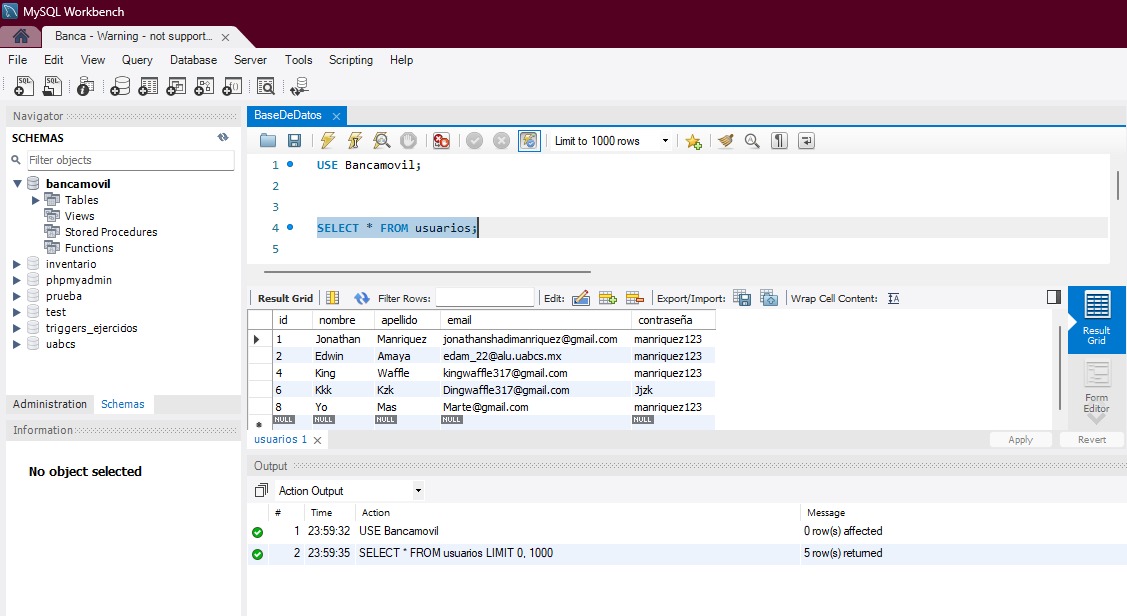 MySQL Workbench
Banca - Warning - not support...
File Edit View Query Database Server Tools Scripting Help
Navigator
SCHEMAS
Filter objects
bancamovil
Tables
Views
Stored Procedures
Functions
inventario
phpmyadmin
prueba
test
triggers_ejercidos
uabcs
Administration Schemas
Information
No object selected
BaseDeDatos
Limit to 1000 rows
1 USE Bancamovil;
2
3
4 SELECT * FROM usuarios;
5
Result Grid Filter Rows: Edit: Export/Import: Wrap Cell Content:
id nombre apellido email contraseña
1 Jonathan Manriquez jonathanshadimanriquez@gmail.com manriquez123
2 Edwin Amaya edam_22@alu.uabcs.mx manriquez123
4 King Waffle kingwaffle317@gmail.com manriquez123
6 Kkk Kzk Dingwaffle317@gmail.com Jjzk
8 Yo Mas Marte@gmail.com manriquez123
NULL NULL NULL NULL NULL
Result
Grid
Form
Editor
usuarios 1
Apply Revert
Output
Action Output
# Time Action Message
1 23:59:32 USE Bancamovil 0 row(s) affected
2 23:59:35 SELECT * FROM usuarios LIMIT 0, 1000 5 row(s) returned